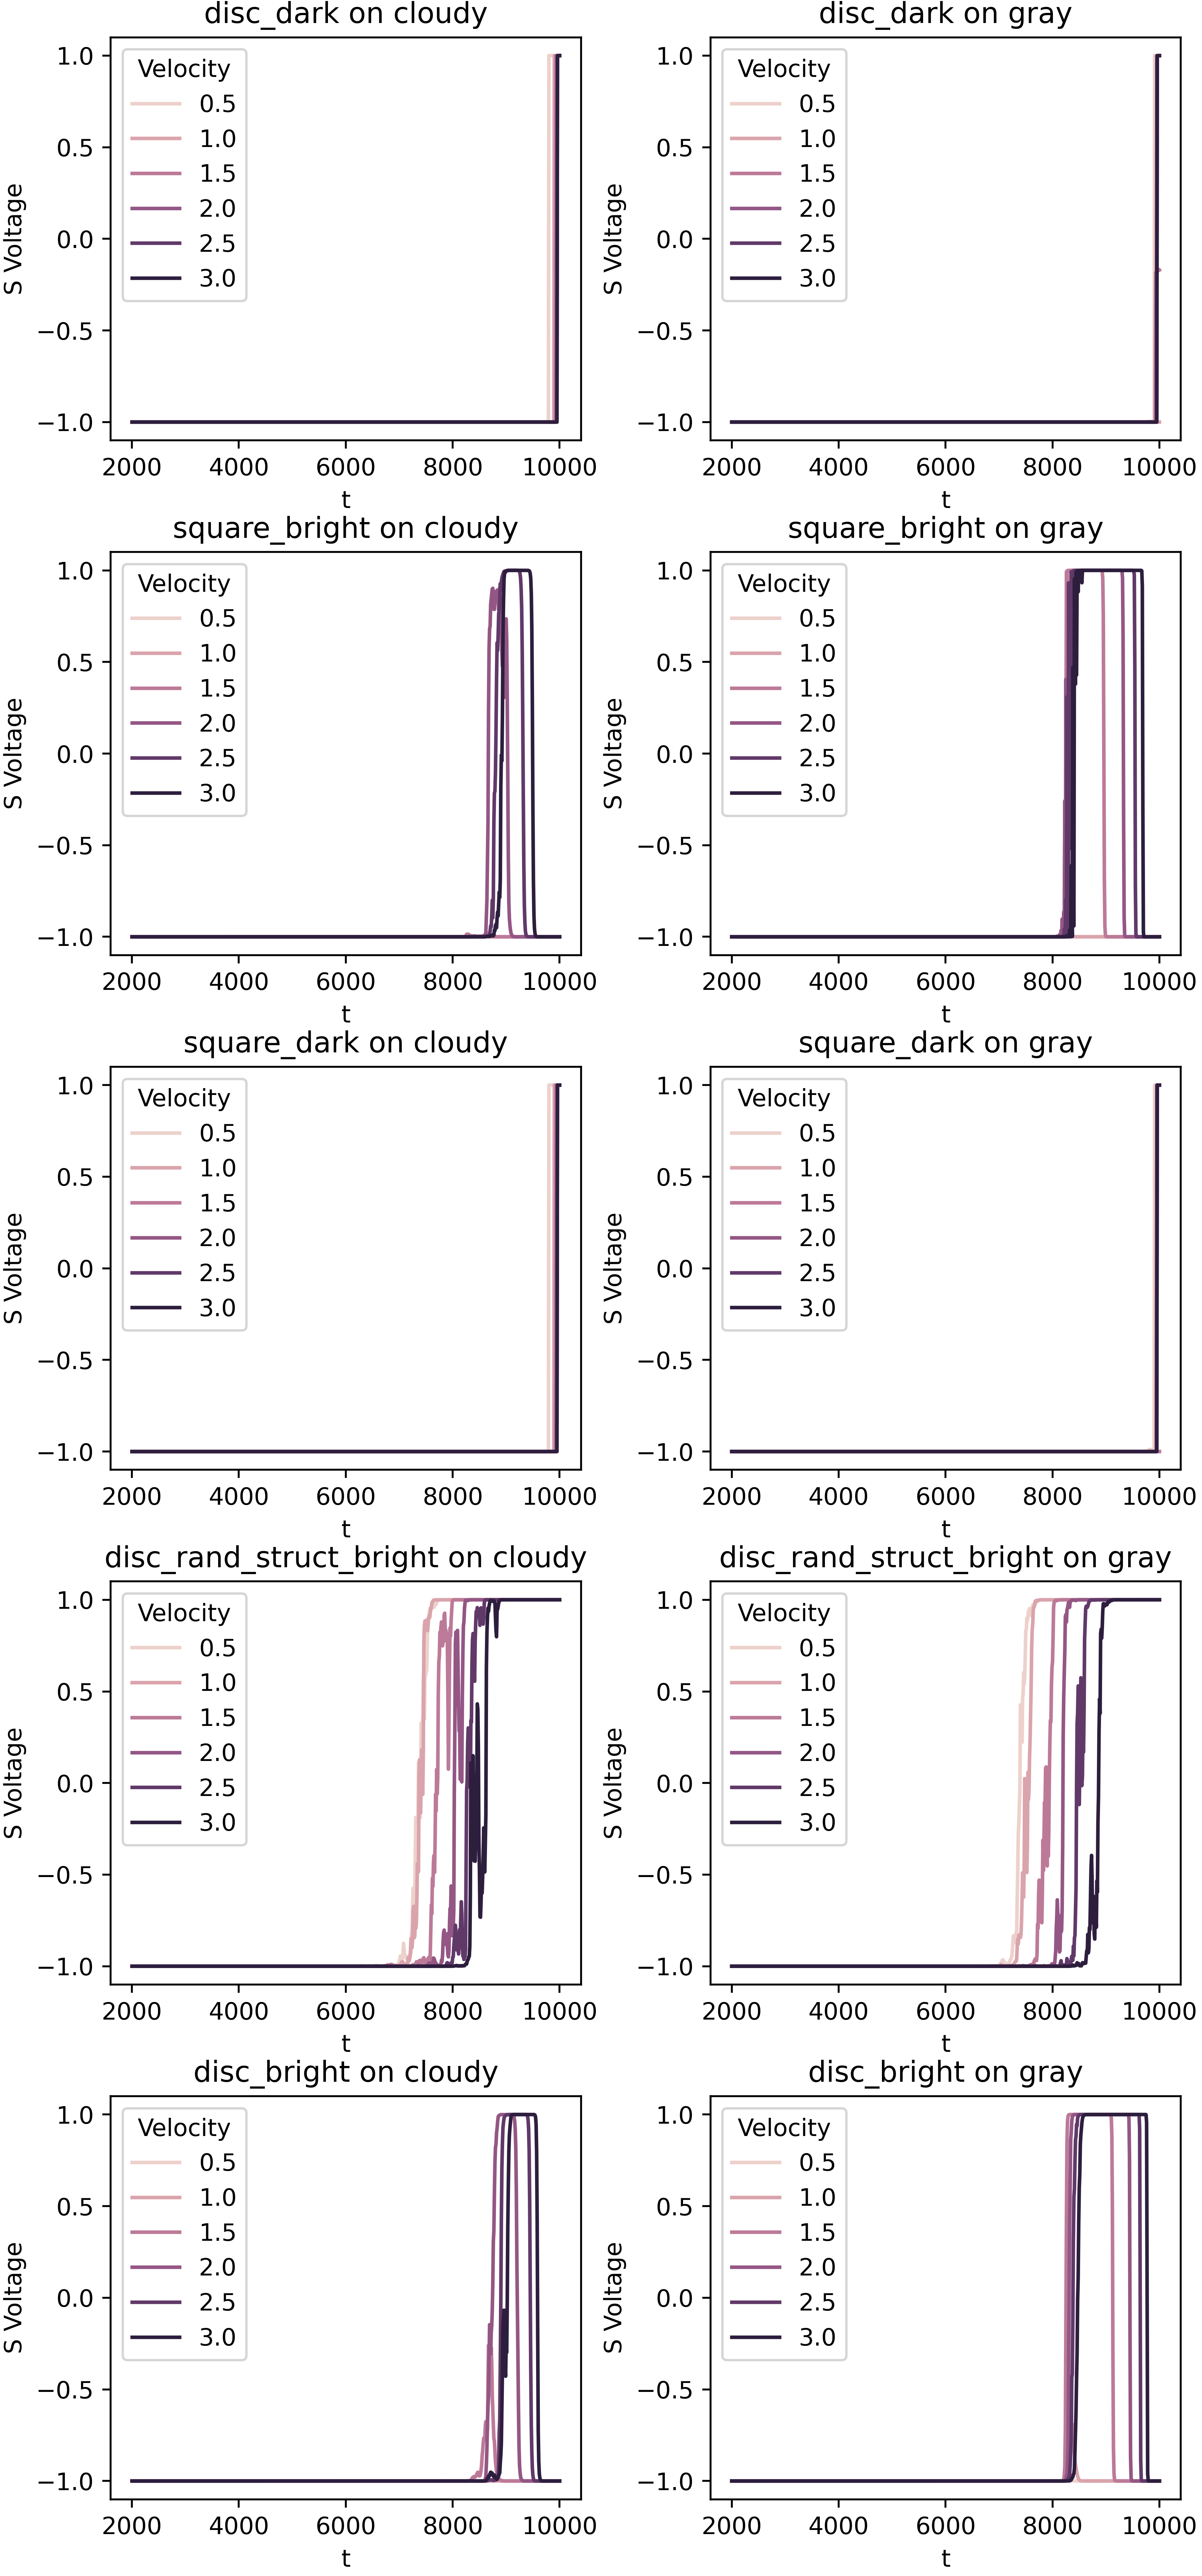 disc_dark on cloudy
1.0
0.5
0.0
−0.5
−1.0
S Voltage
Velocity
0.5
1.0
1.5
2.0
2.5
3.0
2000 4000 6000 8000 10000
t
disc_dark on gray
1.0
0.5
0.0
−0.5
−1.0
S Voltage
Velocity
0.5
1.0
1.5
2.0
2.5
3.0
2000 4000 6000 8000 10000
t
square_bright on cloudy
1.0
0.5
0.0
−0.5
−1.0
S Voltage
Velocity
0.5
1.0
1.5
2.0
2.5
3.0
2000 4000 6000 8000 10000
t
square_bright on gray
1.0
0.5
0.0
−0.5
−1.0
S Voltage
Velocity
0.5
1.0
1.5
2.0
2.5
3.0
2000 4000 6000 8000 10000
t
square_dark on cloudy
1.0
0.5
0.0
−0.5
−1.0
S Voltage
Velocity
0.5
1.0
1.5
2.0
2.5
3.0
2000 4000 6000 8000 10000
t
square_dark on gray
1.0
0.5
0.0
−0.5
−1.0
S Voltage
Velocity
0.5
1.0
1.5
2.0
2.5
3.0
2000 4000 6000 8000 10000
t
disc_rand_struct_bright on cloudy
1.0
0.5
0.0
−0.5
−1.0
S Voltage
Velocity
0.5
1.0
1.5
2.0
2.5
3.0
2000 4000 6000 8000 10000
t
disc_rand_struct_bright on gray
1.0
0.5
0.0
−0.5
−1.0
S Voltage
Velocity
0.5
1.0
1.5
2.0
2.5
3.0
2000 4000 6000 8000 10000
t
disc_bright on cloudy
1.0
0.5
0.0
−0.5
−1.0
S Voltage
Velocity
0.5
1.0
1.5
2.0
2.5
3.0
2000 4000 6000 8000 10000
t
disc_bright on gray
1.0
0.5
0.0
−0.5
−1.0
S Voltage
Velocity
0.5
1.0
1.5
2.0
2.5
3.0
2000 4000 6000 8000 10000
t